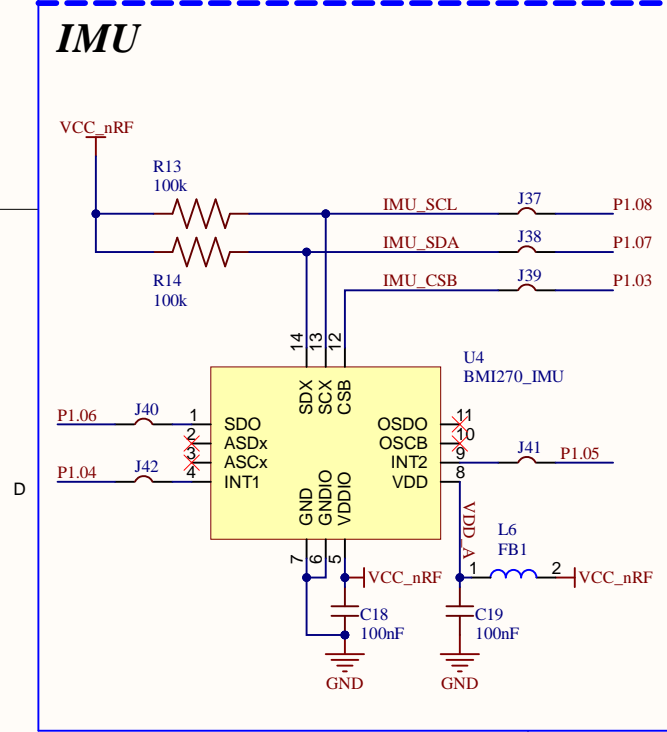 IMU
VCC_nRF
R13
100k
IMU_SCL
J37
P1.08
IMU_SDA
J38
P1.07
R14
100k
IMU_CSB
J39
P1.03
14
13
12
U4
BMI270_IMU
SDX
SCX
CSB
P1.06
J40
1
SDO
OSDO
11
2
ASDx
OSCB
10
3
ASCx
INT2
9
J41
P1.05
P1.04
J42
4
INT1
VDD
8
D
GND
GNDIO
VDDIO
VDD_A
L6
FB1
7
6
5
VCC_nRF
1
2
VCC_nRF
C18
100nF
C19
100nF
GND
GND